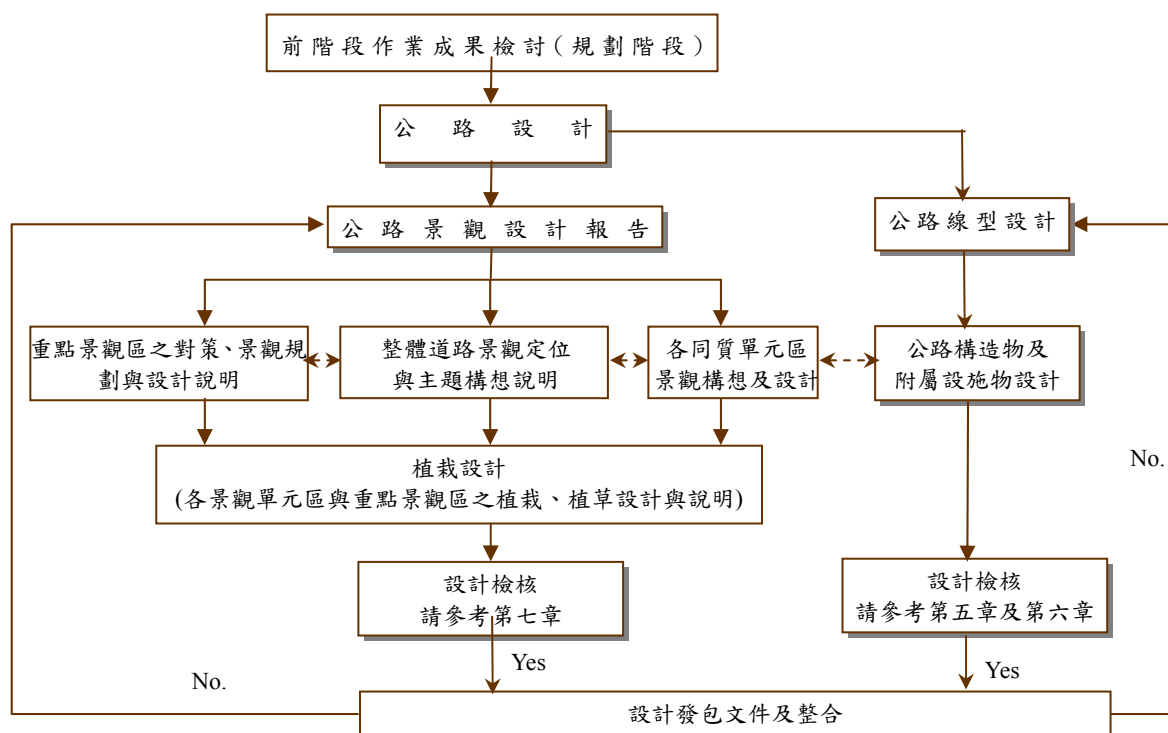 前階段作業成果檢討(規劃階段)
公路設計
公路景觀設計報告
公路線型設計
重點景觀區之對策、景觀規
劃與設計說明
整體道路景觀定位
與主題構想說明
各同質單元區
景觀構想及設計
公路構造物及
附屬設施物設計
植栽設計
(各景觀單元區與重點景觀區之植栽、植草設計與說明)
No.
設計檢核
請參考第七章
設計檢核
請參考第五章及第六章
Yes
Yes
No.
設計發包文件及整合